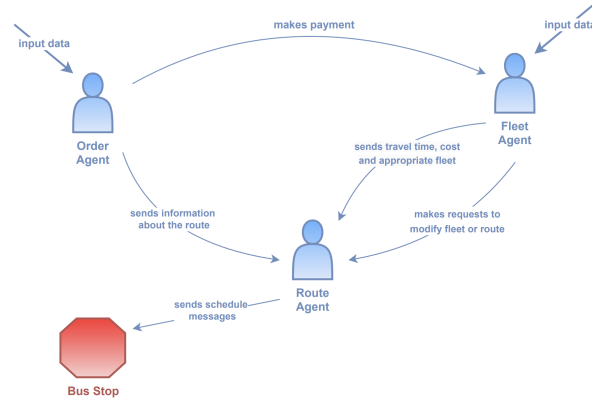 makes payment
input data
input data
Order
Agent
Fleet
Agent
sends travel time, cost
and appropriate fleet
sends information
about the route
makes requests to
modify fleet or route
Route
Agent
sends schedule
messages
Bus Stop